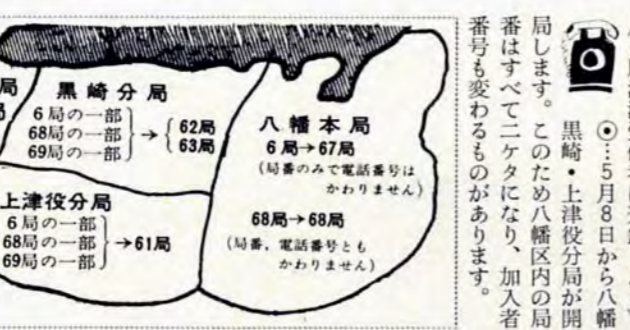 ⊙…5月8日から八幡
黒崎・上津役分局が開
局します。このため八幡区内の局
番はすべて二ケタになり、加入者
番号も変わるものがあります。
局
黒崎分局
6局の一部
68局の一部
69局の一部
→
62局
63局
上津役分局
6局の一部
68局の一部
69局の一部
→61局
八幡本局
6局→67局
(局番のみで電話番号は
かわりません)
68局→68局
(局番、電話番号とも
かわりません)